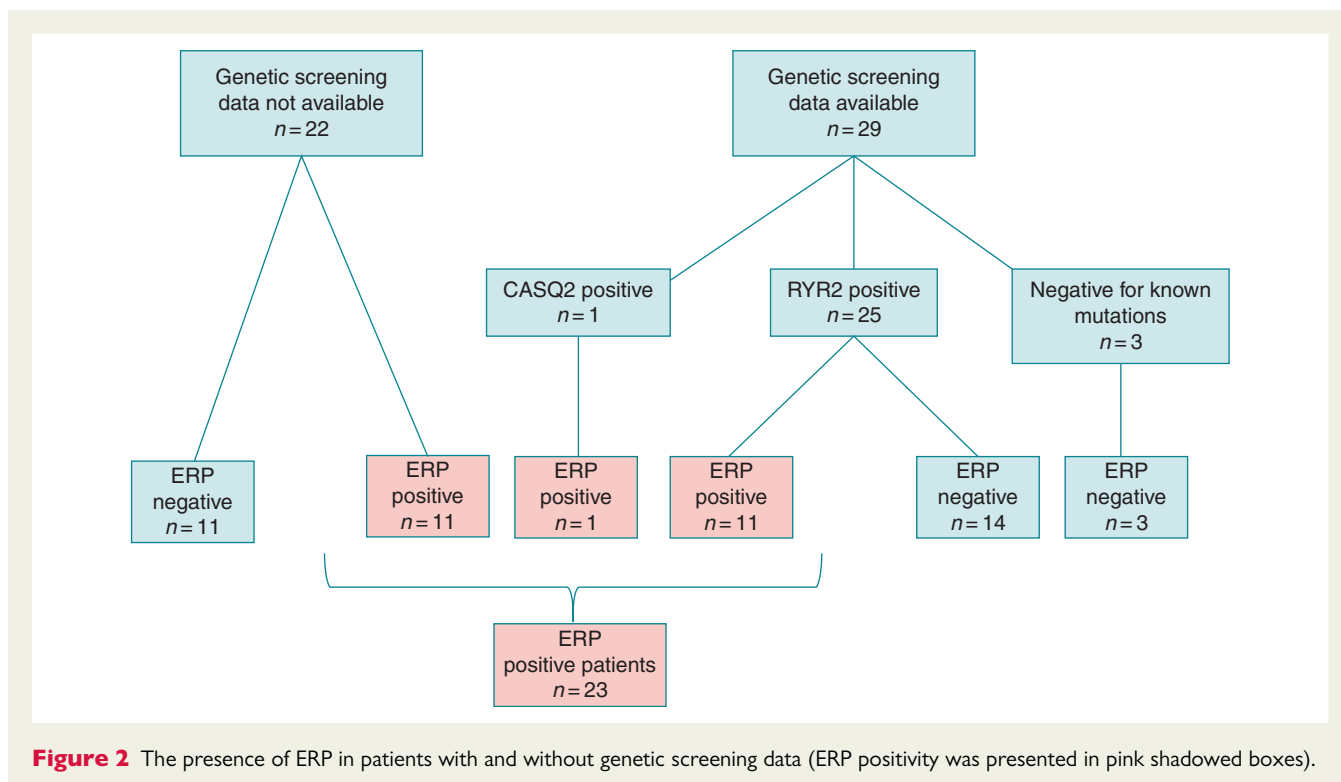 Genetic screening
data not available
n = 22
Genetic screening
data available
n = 29
CASQ2 positive
n = 1
RYR2 positive
n = 25
Negative for known
mutations
n = 3
ERP
negative
n = 11
ERP
positive
n = 11
ERP
positive
n = 1
ERP
positive
n = 11
ERP
negative
n = 14
ERP
negative
n = 3
ERP
positive patients
n = 23
Figure 2 The presence of ERP in patients with and without genetic screening data (ERP positivity was presented in pink shadowed boxes).